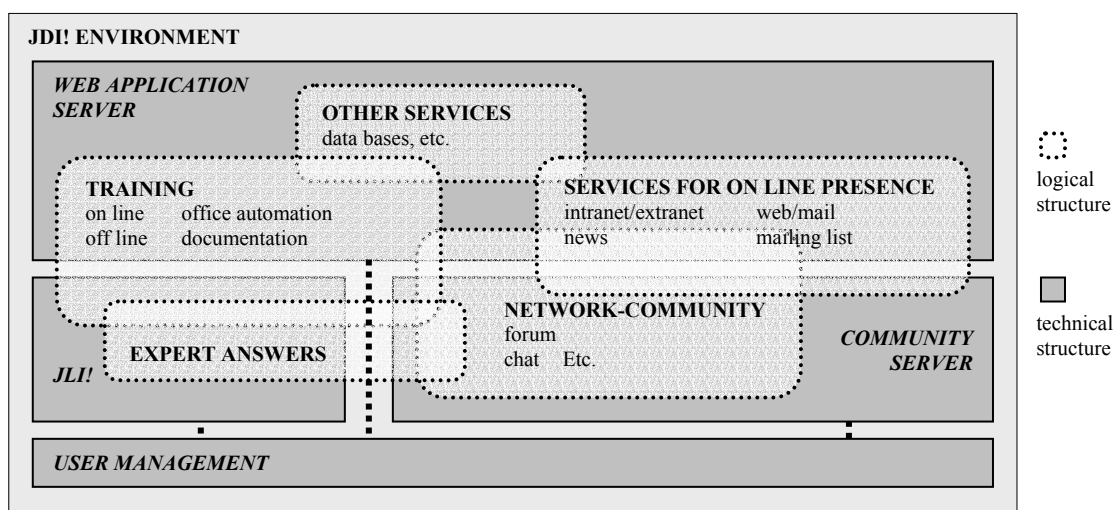 JDI! ENVIRONMENT
WEB APPLICATION
SERVER
OTHER SERVICES
data bases, etc.
TRAINING
on line office automation
off line documentation
SERVICES FOR ON LINE PRESENCE
intranet/extranet web/mail
news mailing list
NETWORK-COMMUNITY
forum
chat Etc.
EXPERT ANSWERS
JLI!
COMMUNITY
SERVER
USER MANAGEMENT
logical
structure
technical
structure